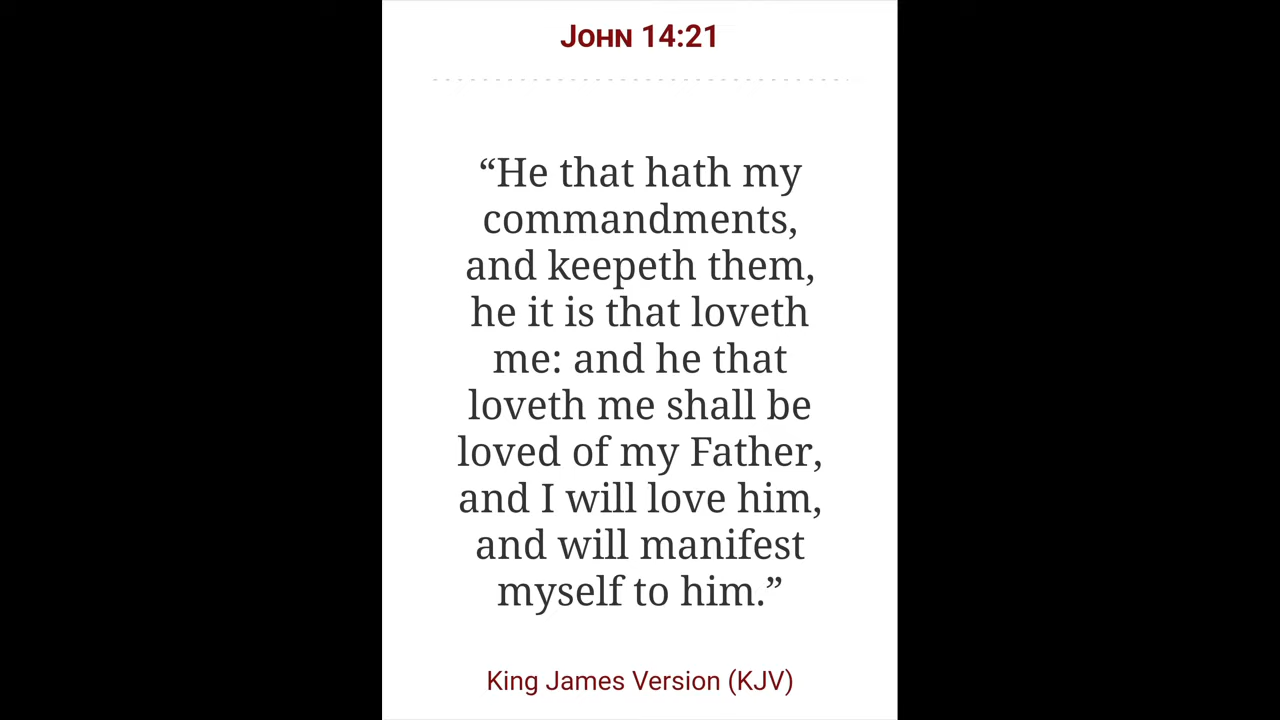 John 14:21
“He that hath my
commandments,
and keepeth them,
he it is that loveth
me: and he that
loveth me shall be
loved of my Father,
and I will love him,
and will manifest
myself to him.”
King James Version (KJV)